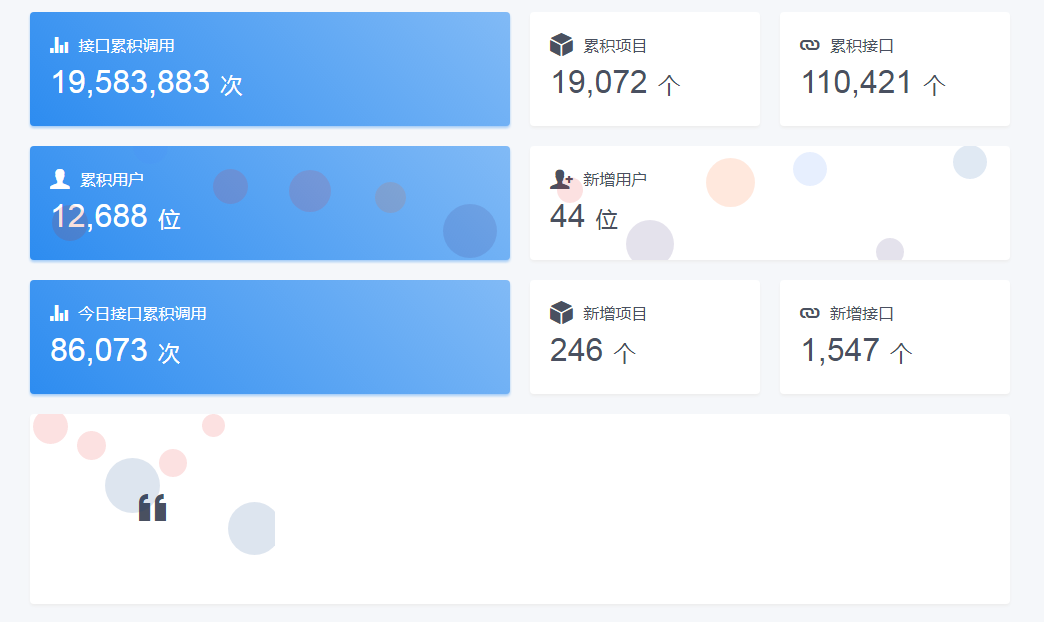 接口累积调用
19,583,883 次
累积项目
19,072 个
累积接口
110,421 个
累积用户
12,688 位
新增用户
44 位
今日接口累积调用
86,073 次
新增项目
246 个
新增接口
1,547 个